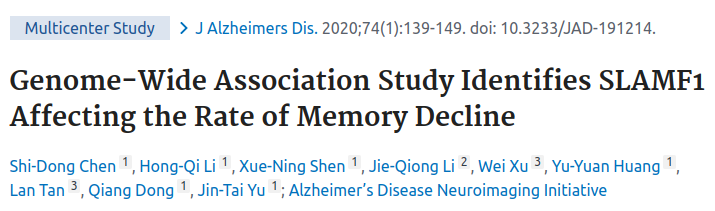 Multicenter Study > J Alzheimers Dis. 2020;74(1):139-149. doi: 10.3233/JAD-191214.
Genome-Wide Association Study Identifies SLAMF1
Affecting the Rate of Memory Decline
Shi-Dong Chen 1, Hong-Qi Li 1, Xue-Ning Shen 1, Jie-Qiong Li 2, Wei Xu 3, Yu-Yuan Huang 1,
Lan Tan 3, Qiang Dong 1, Jin-Tai Yu 1; Alzheimer's Disease Neuroimaging Initiative